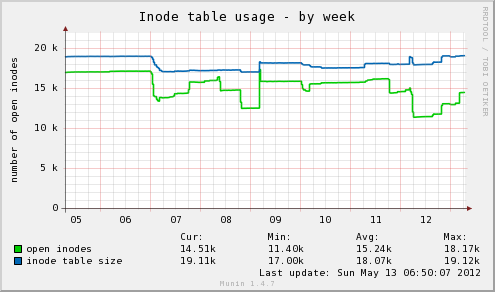 Inode table usage - by week
RRDTOOL / TOBI OETIKER
number of open inodes
20 k
15 k
10 k
5 k
0
05 06 07 08 09 10 11 12
Cur: Min: Avg: Max:
open inodes 14.51k 11.40k 15.24k 18.17k
inode table size 19.11k 17.00k 18.07k 19.12k
Last update: Sun May 13 06:50:07 2012
Munin 1.4.7